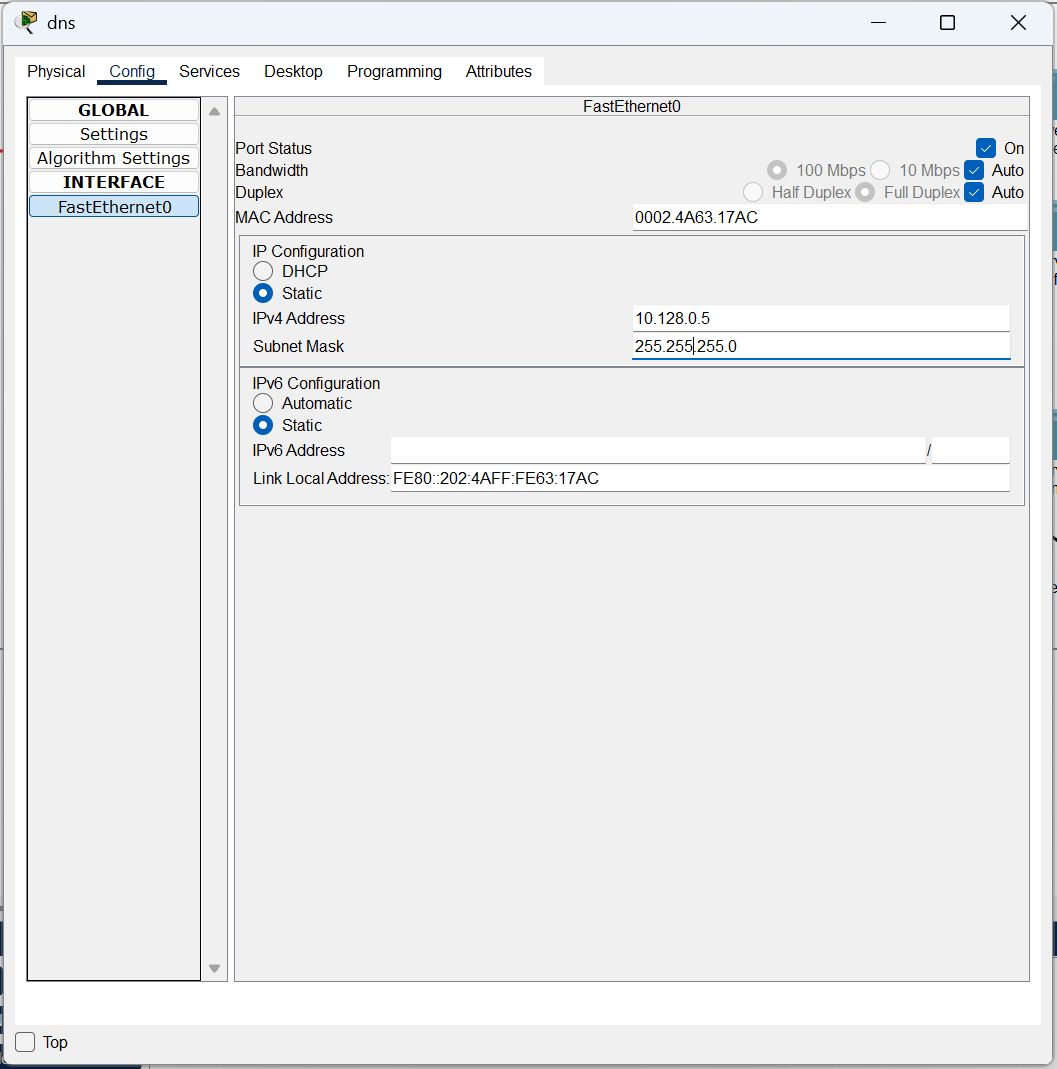 dns
Physical Config Services Desktop Programming Attributes
GLOBAL
Settings
Algorithm Settings
INTERFACE
FastEthernet0
FastEthernet0
Port Status On
Bandwidth 100 Mbps 10 Mbps Auto
Duplex Half Duplex Full Duplex Auto
MAC Address 0002.4A63.17AC
IP Configuration
DHCP
Static
IPv4 Address 10.128.0.5
Subnet Mask 255.255.255.0
IPv6 Configuration
Automatic
Static
IPv6 Address /
Link Local Address: FE80::202:4AFF:FE63:17AC
Top